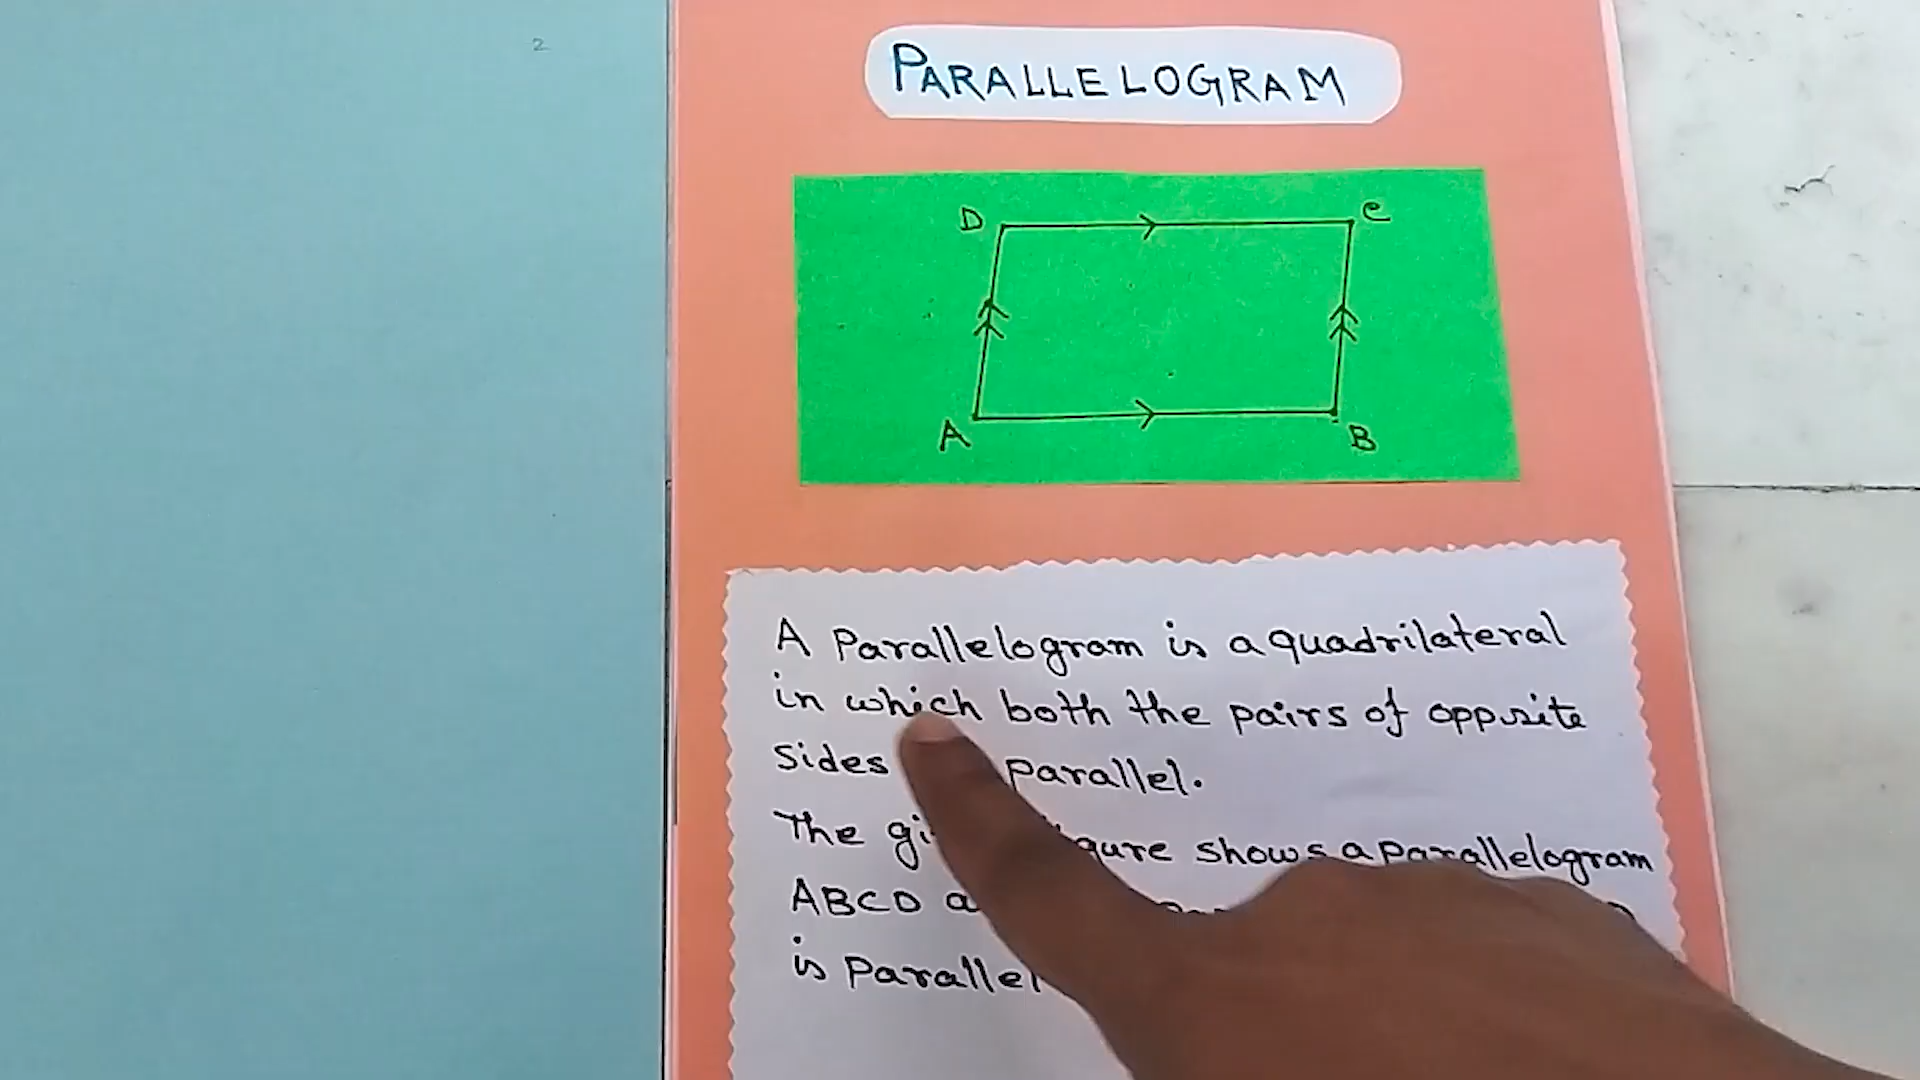 2
PARALLELOGRAM
D
C
A
B
A Parallelogram is a quadrilateral
in which both the pairs of opposite
sides parallel.
The shows a parallelogram
ABCD
is parallel